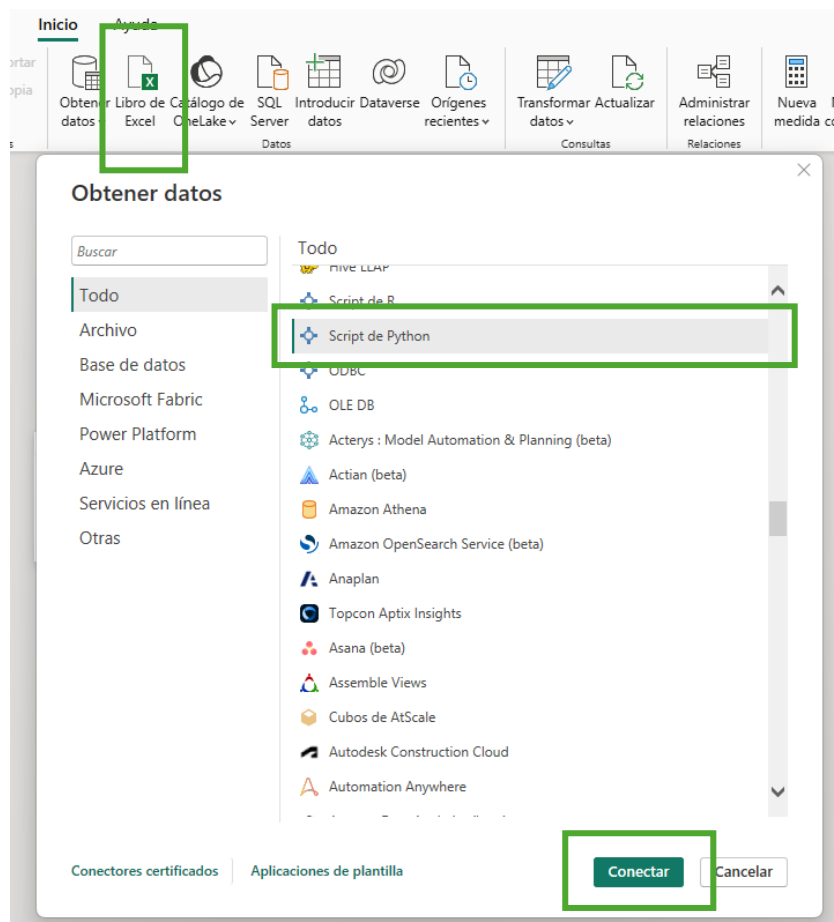 Inicio Ayuda
Obtener datos
Libro de Excel
Catálogo de OneLake
SQL Server
Introducir datos
Dataverse
Orígenes recientes
Transformar datos
Actualizar
Administrar relaciones
Nueva medida
Datos
Consultas
Relaciones
Obtener datos
Buscar
Todo
Archivo
Base de datos
Microsoft Fabric
Power Platform
Azure
Servicios en línea
Otras
Todo
Hive LLAP
Script de R
Script de Python
ODBC
OLE DB
Acterys : Model Automation & Planning (beta)
Actian (beta)
Amazon Athena
Amazon OpenSearch Service (beta)
Anaplan
Topcon Aptix Insights
Asana (beta)
Assemble Views
Cubos de AtScale
Autodesk Construction Cloud
Automation Anywhere
Conectores certificados
Aplicaciones de plantilla
Conectar
Cancelar